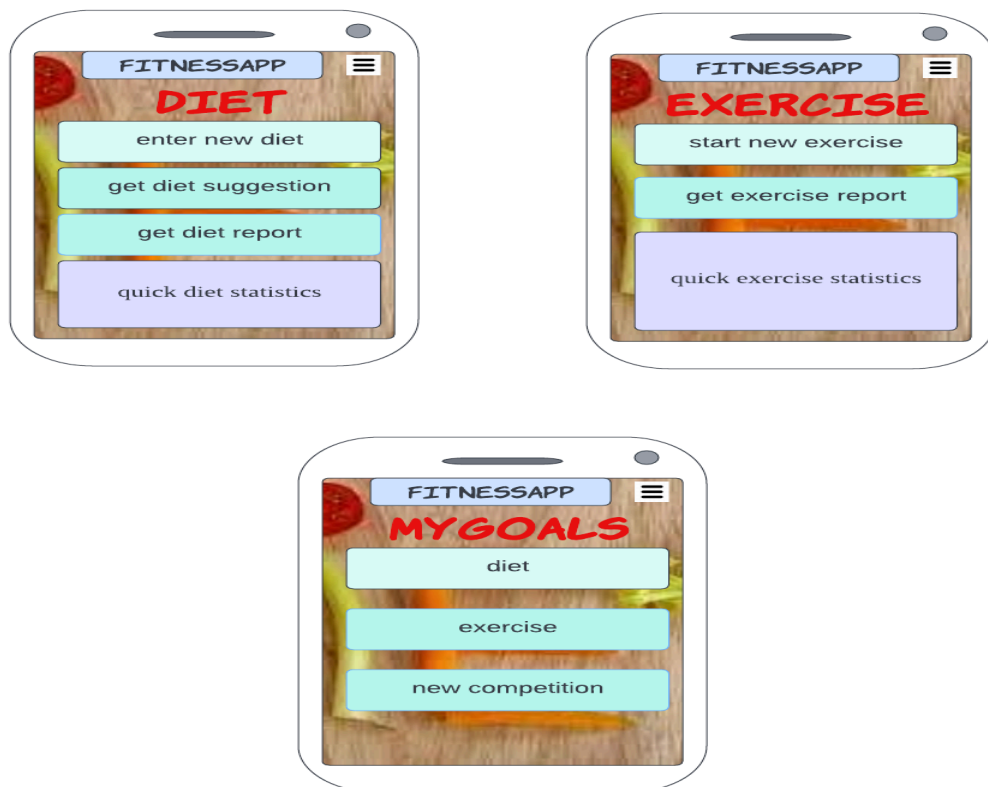 FITNESSAPP
DIET
enter new diet
get diet suggestion
get diet report
quick diet statistics
FITNESSAPP
EXERCISE
start new exercise
get exercise report
quick exercise statistics
FITNESSAPP
MYGOALS
diet
exercise
new competition